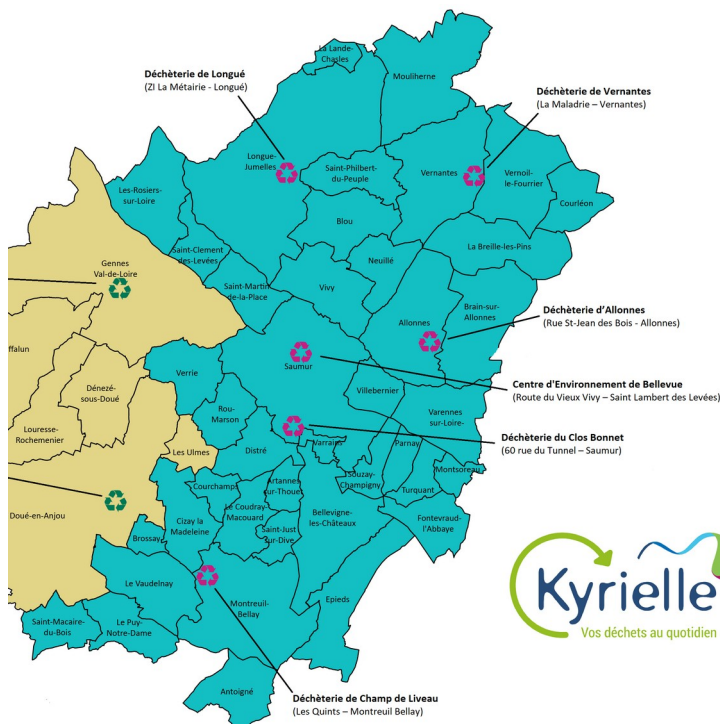 La Lande-
Chasles
Mouliherne
Déchèterie de Longué
(ZI La Métairie - Longué)
Déchèterie de Vernantes
(La Maladrie – Vernantes)
Longue-
Jumelles
Saint-Philbert-
du-Peuple
Vernantes
Vernoil-
le-Fourrier
Courléon
Les-Rosiers-
sur-Loire
Blou
Saint-Clement
des-Levées
Neuillé
La Breille-les-Pins
Gennes
Val-de-Loire
Saint-Martin
de-la-Place
Vivy
Brain-sur-
Allonnes
Allonnes
Déchèterie d'Allonnes
(Rue St-Jean des Bois - Allonnes)
ffalun
Verrie
Saumur
Dénezé-
sous-Doué
Villebernier
Centre d'Environnement de Bellevue
(Route du Vieux Vivy – Saint Lambert des Levées)
Rou-
Marson
Varennes
sur-Loire-
Louresse-
Rochemenier
Déchèterie du Clos Bonnet
(60 rue du Tunnel – Saumur)
Les Ulmes
Distré
Varrains
Parnay
Montsoreau
Souzay-
Champigny
Turquant
Courchamps
Artannes
sur-Thouet
Doué-en-Anjou
Cizay la
Madeleine
Le Coudray-
Macouard
Bellevigne-
les-Châteaux
Fontevraud-
l'Abbaye
Brossay
Saint-Just
sur-Dive
Le Vaudelnay
Montreuil-
Bellay
Epieds
Kyrielle
Vos déchets au quotidien
Saint-Macaire-
du-Bois
Le Puy-
Notre-Dame
Antoigné
Déchèterie de Champ de Liveau
(Les Quints – Montreuil Bellay)